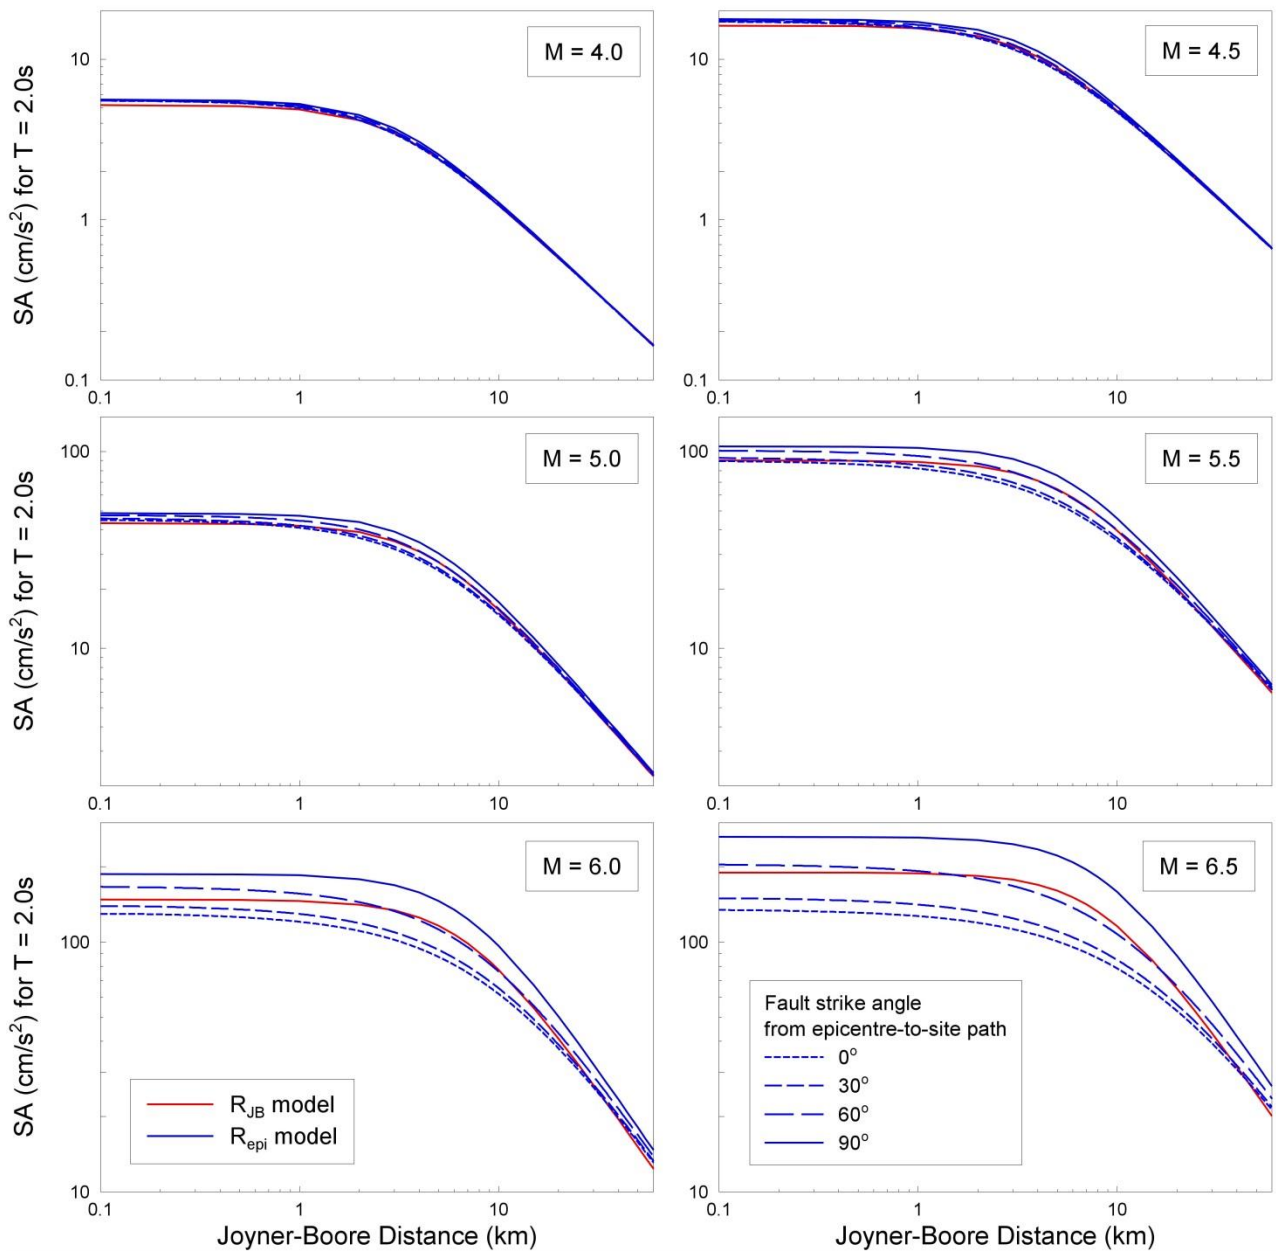 M = 4.0
M = 4.5
SA (cm/s²) for T = 2.0s
10
1
0.1
0.1
1
10
10
1
0.1
0.1
1
10
M = 5.0
M = 5.5
SA (cm/s²) for T = 2.0s
100
10
0.1
1
10
100
10
0.1
1
10
M = 6.0
M = 6.5
SA (cm/s²) for T = 2.0s
100
10
R_JB model
R_epi model
0.1
1
10
Joyner-Boore Distance (km)
100
10
Fault strike angle
from epicentre-to-site path
0°
30°
60°
90°
0.1
1
10
Joyner-Boore Distance (km)